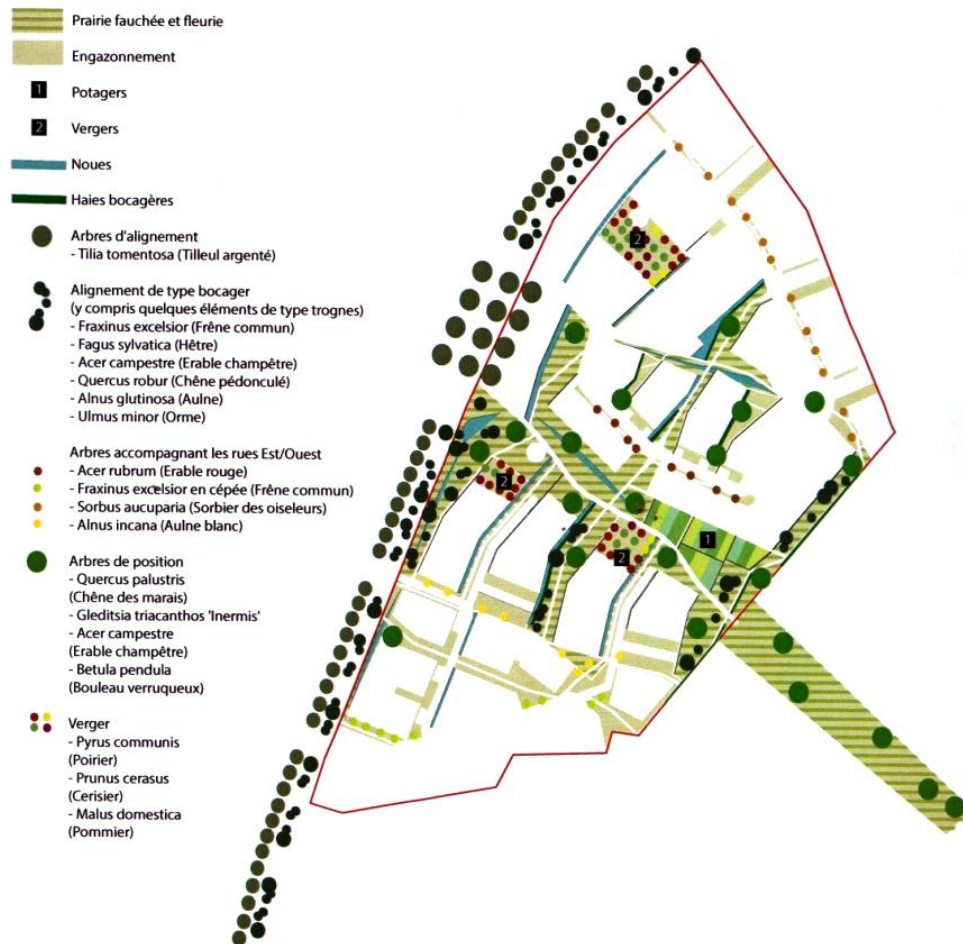 Prairie fauchée et fleurie
Engazonnement
1 Potagers
2 Vergers
Noues
Haies bocagères
Arbres d'alignement
- Tilia tomentosa (Tilleul argenté)
Alignement de type bocager
(y compris quelques éléments de type trognes)
- Fraxinus excelsior (Frêne commun)
- Fagus sylvatica (Hêtre)
- Acer campestre (Erable champêtre)
- Quercus robur (Chêne pédonculé)
- Alnus glutinosa (Aulne)
- Ulmus minor (Orme)
Arbres accompagnant les rues Est/Ouest
- Acer rubrum (Erable rouge)
- Fraxinus excelsior en cépée (Frêne commun)
- Sorbus aucuparia (Sorbier des oiseleurs)
- Alnus incana (Aulne blanc)
Arbres de position
- Quercus palustris
(Chêne des marais)
- Gleditsia triacanthos 'Inermis'
- Acer campestre
(Erable champêtre)
- Betula pendula
(Bouleau verruqueux)
Verger
- Pyrus communis
(Poirier)
- Prunus cerasus
(Cerisier)
- Malus domestica
(Pommier)
2
2
1
2